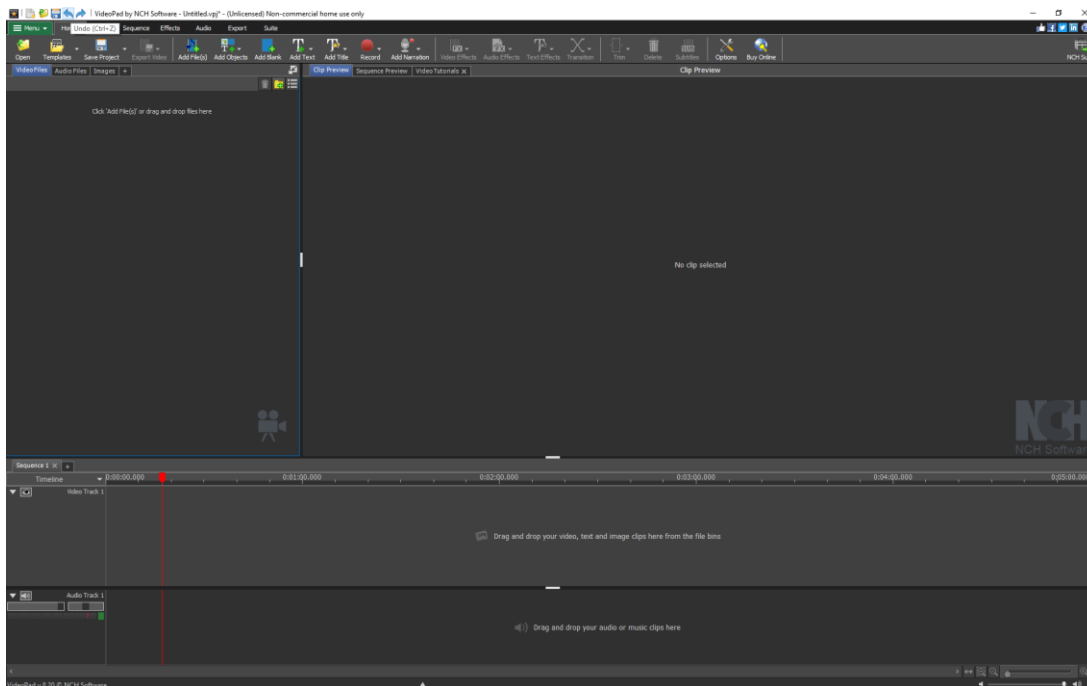 VideoPad by NCH Software - Untitled.vpj* - (Unlicensed) Non-commercial home use only
Menu Undo (Ctrl+Z) Sequence Effects Audio Export Suite
Open Templates Save Project Export Video Add File(s) Add Objects Add Blank Add Text Add Title Record Add Narration Video Effects Audio Effects Text Effects Transition Trim Delete Subtitles Options Buy Online
Video Files Audio Files Images + Clip Preview Sequence Preview Video Tutorials x Clip Preview
Click 'Add File(s)' or drag and drop files here
No clip selected
NCH
NCH Software
Sequence 1 x +
Timeline 0:00:00.000 0:01:00.000 0:02:00.000 0:03:00.000 0:04:00.000 0:05:00.00
Video Track 1
Drag and drop your video, text and image clips here from the file bins
Audio Track 1
Drag and drop your audio or music clips here
VideoPad v 8.20 © NCH Software